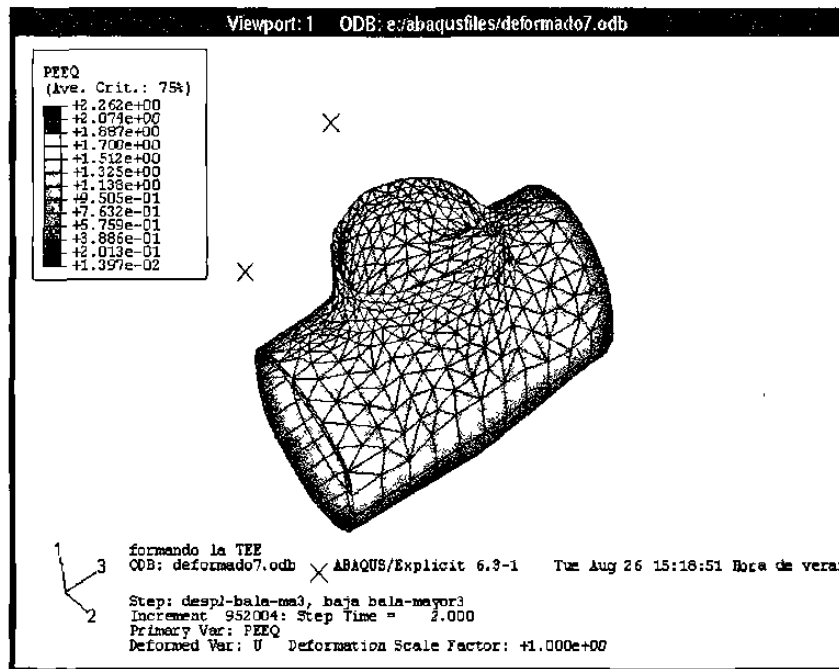 Viewport: 1 ODB: e:/abaqusfiles/deformado7.odb
PEEQ
(Ave. Crit.: 75%)
+2.262e+00
+2.074e+00
+1.887e+00
+1.700e+00
+1.512e+00
+1.325e+00
+1.138e+00
+9.505e-01
+7.632e-01
+5.759e-01
+3.886e-01
+2.013e-01
+1.397e-02
1
3
2
formando la TEE
ODB: deformado7.odb ABAQUS/Explicit 6.3-1 Tue Aug 26 15:18:51 Hora de vera
Step: despl-bala-ma3, baja bala-mayor3
Increment 952004: Step Time = 2.000
Primary Var: PEEQ
Deformed Var: U Deformation Scale Factor: +1.000e+00